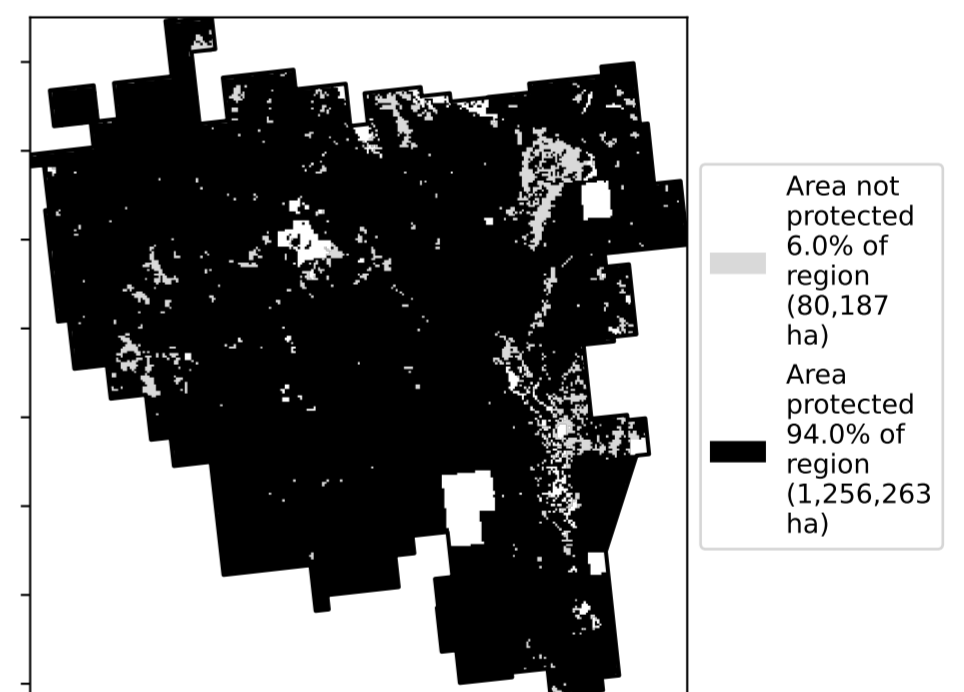 Area not
protected
6.0% of
region
(80,187
ha)
Area
protected
94.0% of
region
(1,256,263
ha)